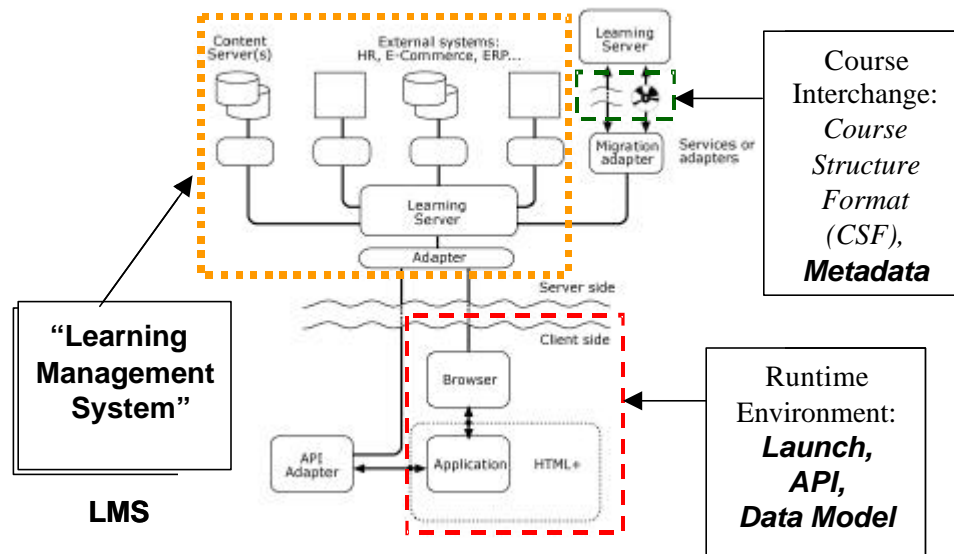 Content
Server(s)
External systems:
HR, E-Commerce, ERP...
Learning
Server
Migration
adapter
Services or
adapters
Learning
Server
Adapter
Server side
Client side
Browser
API
Adapter
Application
HTML+
Course
Interchange:
Course
Structure
Format
(CSF),
Metadata
“Learning
Management
System”
LMS
Runtime
Environment:
Launch,
API,
Data Model